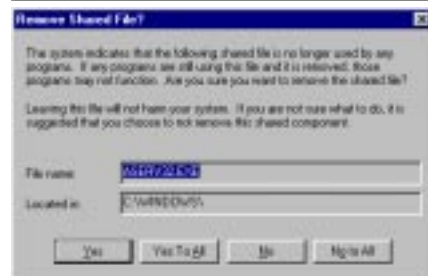 Remove Shared File?
The system indicates that the following shared file is no longer used by any
programs. If any programs are still using this file and it is removed, those
programs may not function. Are you sure you want to remove the shared file?
Leaving this file will not harm your system. If you are not sure what to do, it is
suggested that you choose to not remove this shared component.
File name:
Located in: C:\WINDOWS\
Yes
Yes To All
No
No to All